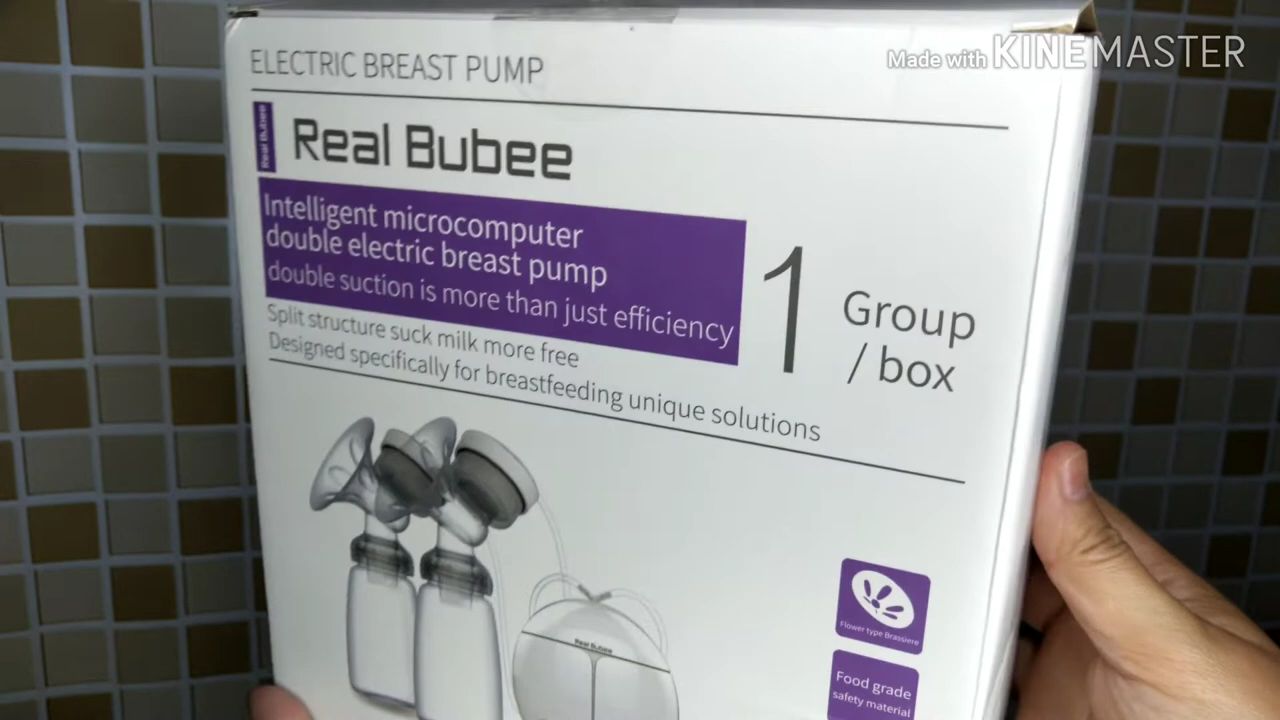 Made with KINEMASTER
ELECTRIC BREAST PUMP
Real Bubee
Real Bubee
Intelligent microcomputer
double electric breast pump
double suction is more than just efficiency
1 Group
/ box
Split structure suck milk more free
Designed specifically for breastfeeding unique solutions
Real Bubee
Flower type Brassiere
Food grade
safety material